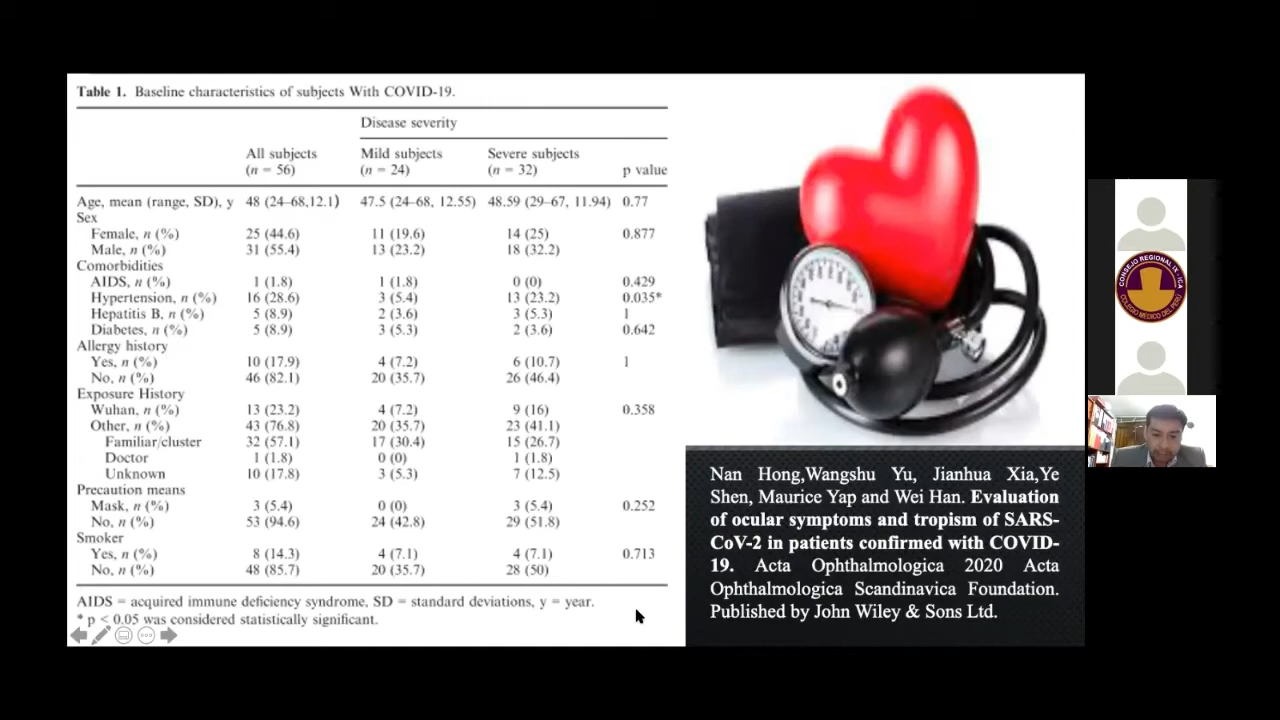 Table 1. Baseline characteristics of subjects With COVID-19.
Disease severity
All subjects (n = 56) Mild subjects (n = 24) Severe subjects (n = 32) p value
Age, mean (range, SD), y 48 (24–68,12.1) 47.5 (24–68, 12.55) 48.59 (29–67, 11.94) 0.77
Sex
Female, n (%) 25 (44.6) 11 (19.6) 14 (25) 0.877
Male, n (%) 31 (55.4) 13 (23.2) 18 (32.2)
Comorbidities
AIDS, n (%) 1 (1.8) 1 (1.8) 0 (0) 0.429
Hypertension, n (%) 16 (28.6) 3 (5.4) 13 (23.2) 0.035*
Hepatitis B, n (%) 5 (8.9) 2 (3.6) 3 (5.3) 1
Diabetes, n (%) 5 (8.9) 3 (5.3) 2 (3.6) 0.642
Allergy history
Yes, n (%) 10 (17.9) 4 (7.2) 6 (10.7) 1
No, n (%) 46 (82.1) 20 (35.7) 26 (46.4)
Exposure History
Wuhan, n (%) 13 (23.2) 4 (7.2) 9 (16) 0.358
Other, n (%) 43 (76.8) 20 (35.7) 23 (41.1)
Familiar/cluster 32 (57.1) 17 (30.4) 15 (26.7)
Doctor 1 (1.8) 0 (0) 1 (1.8)
Unknown 10 (17.8) 3 (5.3) 7 (12.5)
Precaution means
Mask, n (%) 3 (5.4) 0 (0) 3 (5.4) 0.252
No, n (%) 53 (94.6) 24 (42.8) 29 (51.8)
Smoker
Yes, n (%) 8 (14.3) 4 (7.1) 4 (7.1) 0.713
No, n (%) 48 (85.7) 20 (35.7) 28 (50)
AIDS = acquired immune deficiency syndrome, SD = standard deviations, y = year.
* p < 0.05 was considered statistically significant.
Nan Hong,Wangshu Yu, Jianhua Xia,Ye
Shen, Maurice Yap and Wei Han. Evaluation
of ocular symptoms and tropism of SARS-
CoV-2 in patients confirmed with COVID-
19. Acta Ophthalmologica 2020 Acta
Ophthalmologica Scandinavica Foundation.
Published by John Wiley & Sons Ltd.
CONSEJO REGIONAL IX - ICA
COLEGIO MÉDICO DEL PERÚ